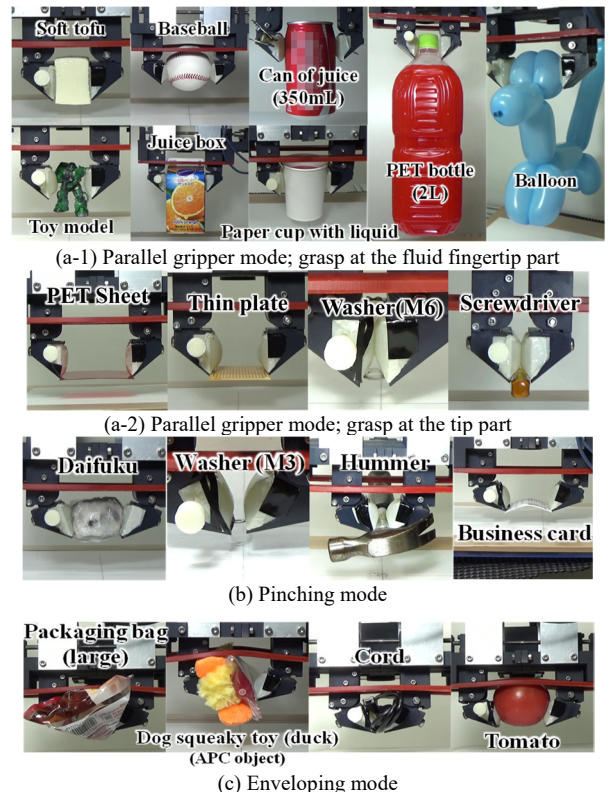 Soft tofu
Baseball
Can of juice
(350mL)
PET bottle
(2L)
Balloon
Toy model
Juice box
Paper cup with liquid
(a-1) Parallel gripper mode; grasp at the fluid fingertip part
PET Sheet
Thin plate
Washer(M6)
Screwdriver
(a-2) Parallel gripper mode; grasp at the tip part
Daifuku
Washer (M3)
Hummer
Business card
(b) Pinching mode
Packaging bag
(large)
Dog squeaky toy (duck)
(APC object)
Cord
Tomato
(c) Enveloping mode